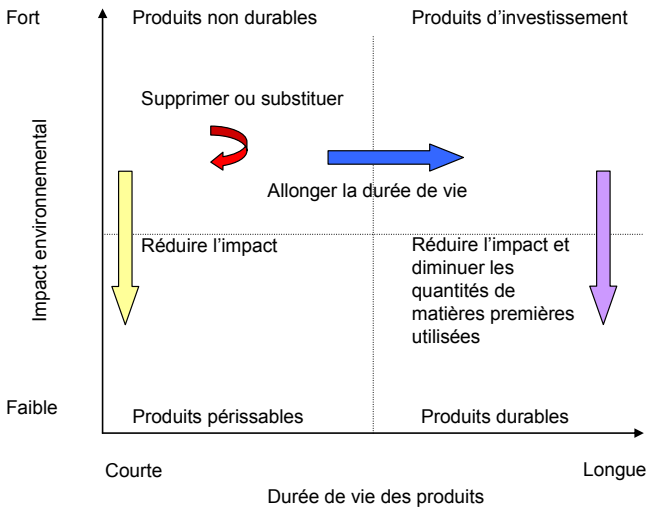 Fort
Produits non durables
Produits d’investissement
Supprimer ou substituer
Impact environnemental
Allonger la durée de vie
Réduire l’impact
Réduire l’impact et
diminuer les
quantités de
matières premières
utilisées
Faible
Produits périssables
Produits durables
Courte
Longue
Durée de vie des produits